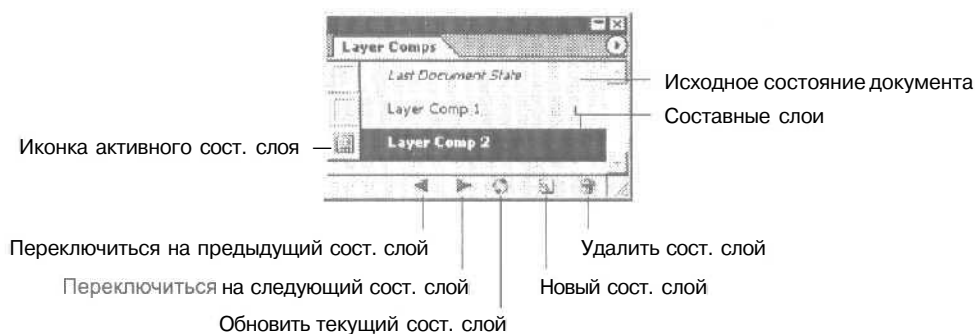 Layer Comps
Last Document State
Исходное состояние документа
Layer Comp 1
Составные слои
Иконка активного сост. слоя
Layer Comp 2
Переключиться на предыдущий сост. слой
Удалить сост. слой
Переключиться на следующий сост. слой
Новый сост. слой
Обновить текущий сост. слой